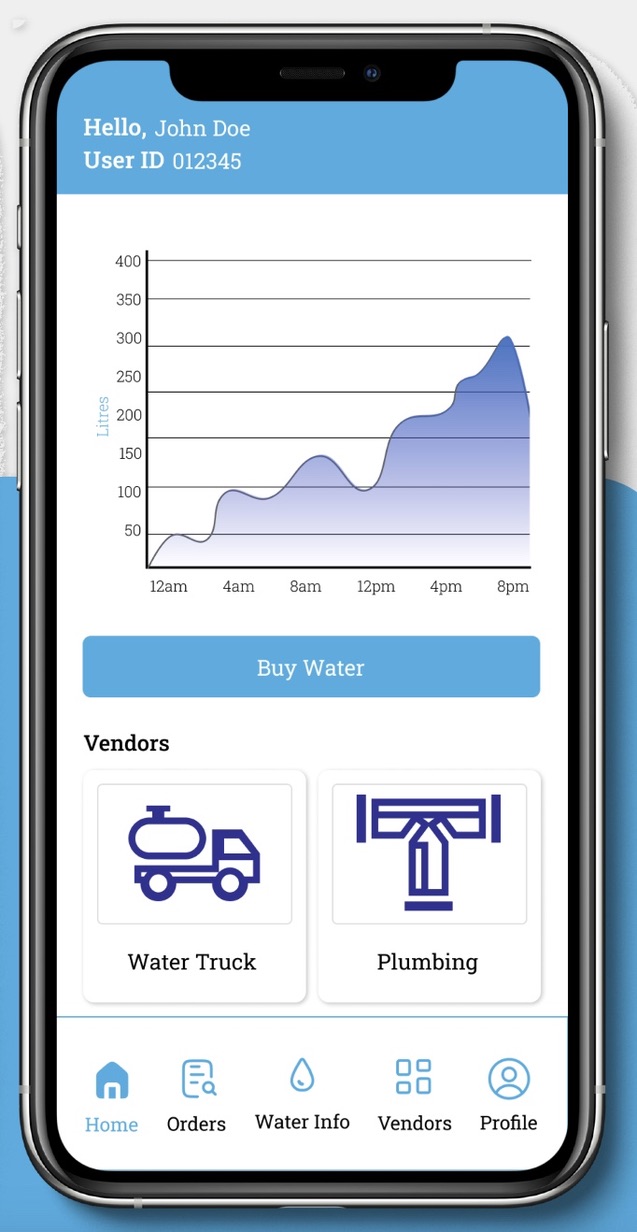 Hello, John Doe
User ID 012345
400
350
300
250
200
150
100
50
Litres
12am 4am 8am 12pm 4pm 8pm
Buy Water
Vendors
Water Truck Plumbing
Home Orders Water Info Vendors Profile